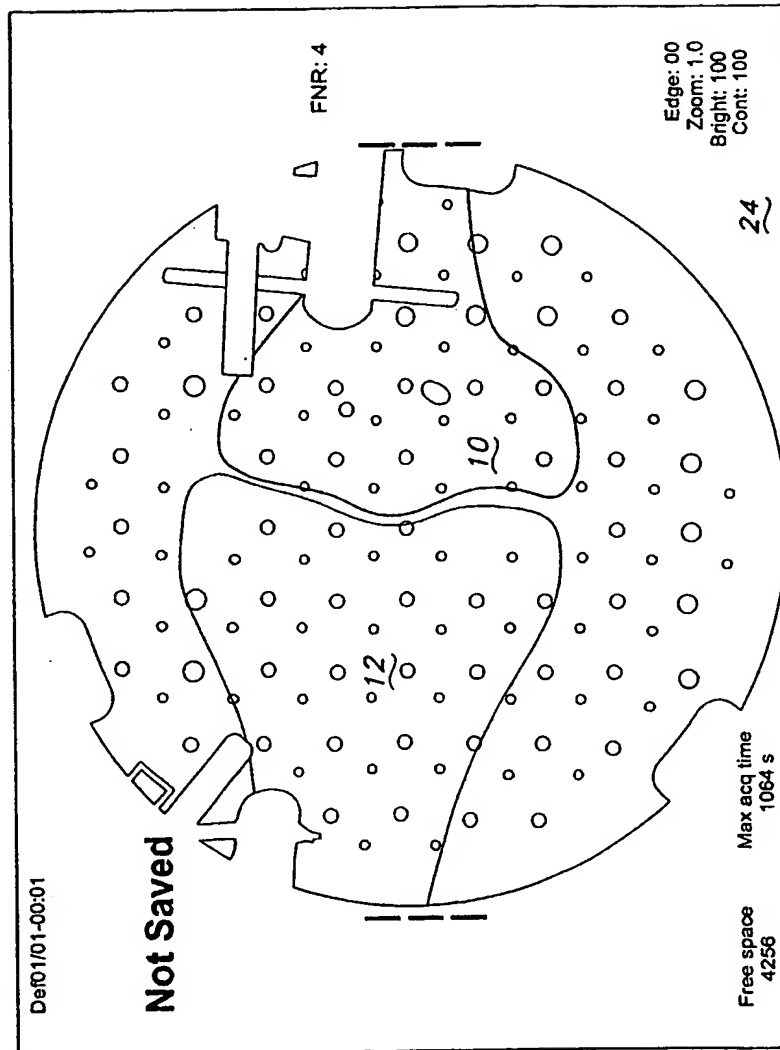 Def01/01-00:01
Not Saved
FNR: 4
12
10
24
Free space
4256
Max acq time
1064 s
Edge: 00
Zoom: 1.0
Bright: 100
Cont: 100